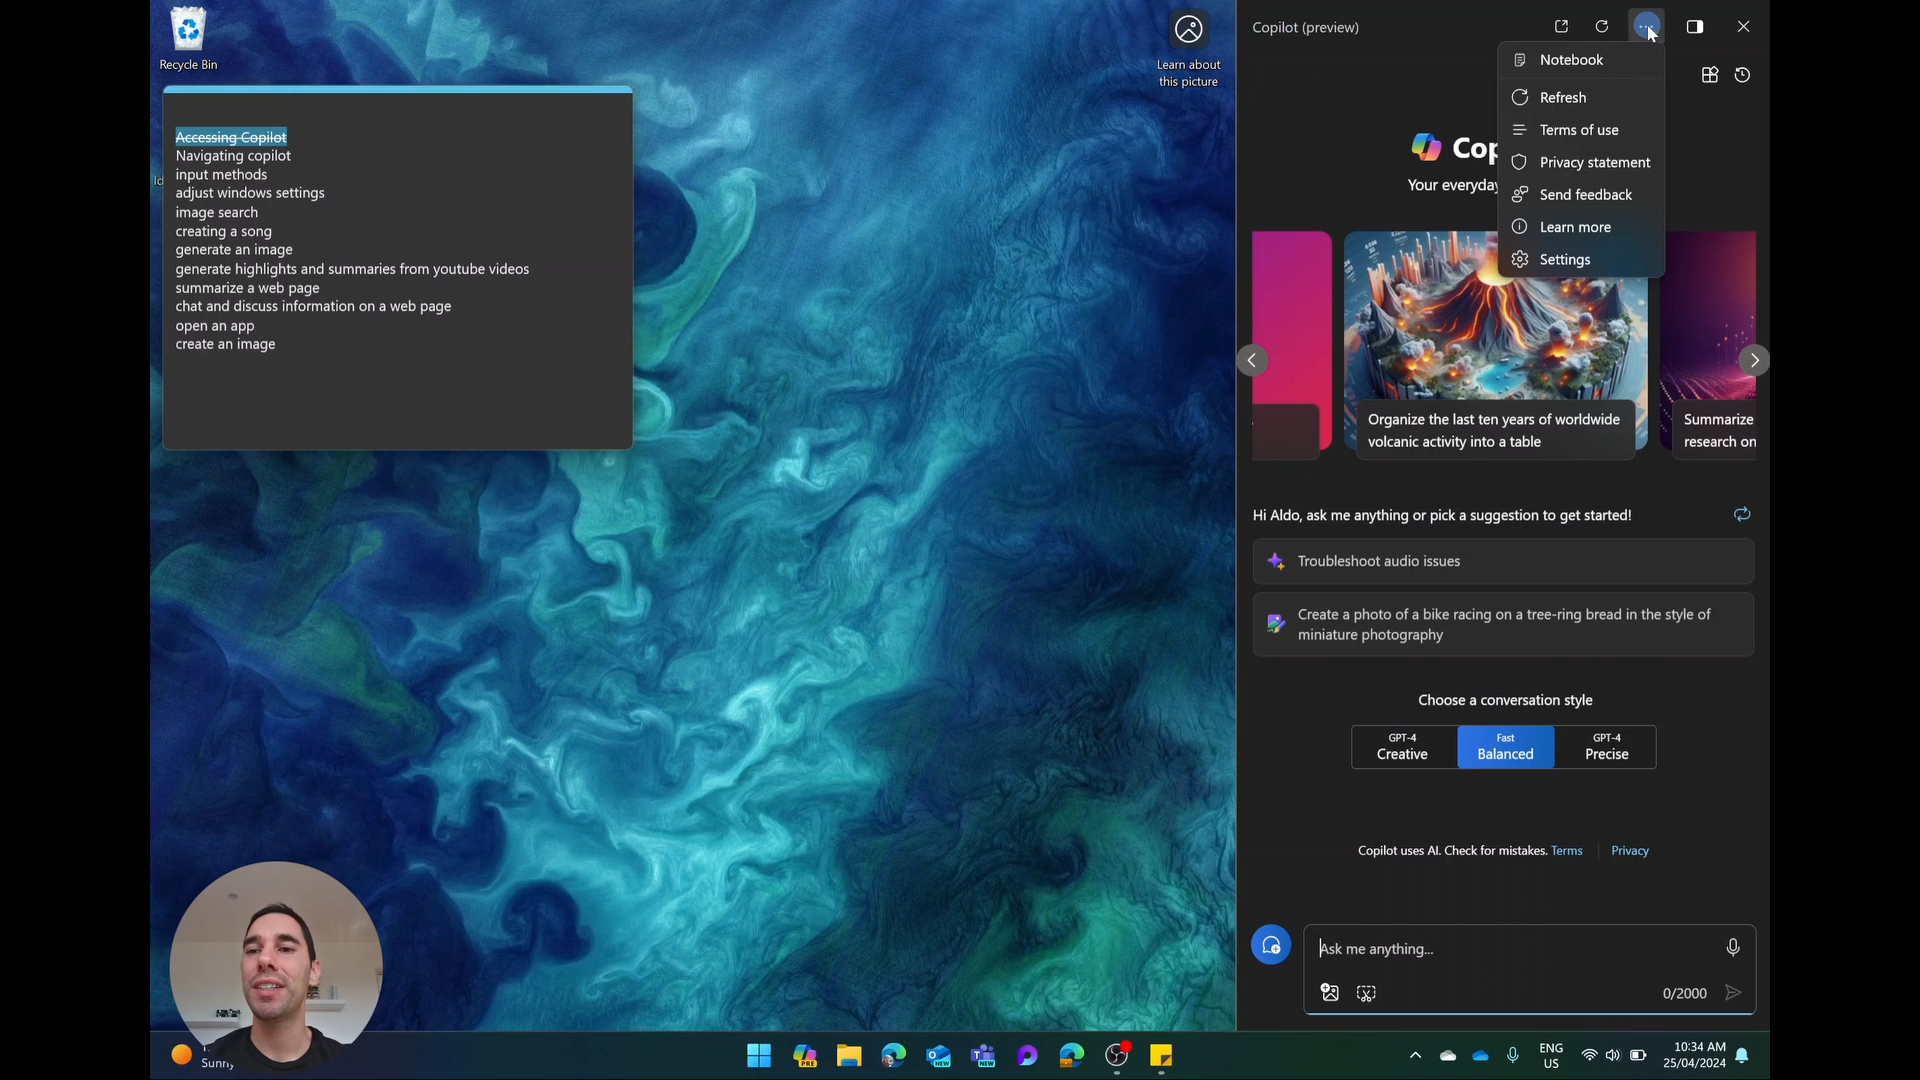 Recycle Bin
Learn about
this picture
Accessing Copilot
Navigating copilot
input methods
adjust windows settings
image search
creating a song
generate an image
generate highlights and summaries from youtube videos
summarize a web page
chat and discuss information on a web page
open an app
create an image
Copilot (preview)
Notebook
Refresh
Terms of use
Privacy statement
Send feedback
Learn more
Settings
Cop
Your everyday
Organize the last ten years of worldwide
volcanic activity into a table
Summarize
research on
Hi Aldo, ask me anything or pick a suggestion to get started!
Troubleshoot audio issues
Create a photo of a bike racing on a tree-ring bread in the style of
miniature photography
Choose a conversation style
GPT-4
Creative
Fast
Balanced
GPT-4
Precise
Copilot uses AI. Check for mistakes. Terms Privacy
Ask me anything...
0/2000
Sunny
PRE
NEW
NEW
ENG
US
10:34 AM
25/04/2024